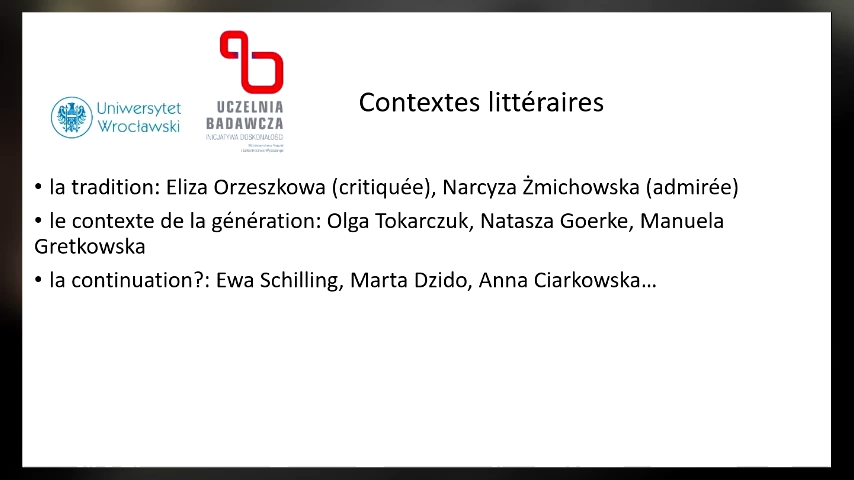 Uniwersytet
Wrocławski
UCZELNIA
BADAWCZA
INICJATYWA DOSKONAŁOŚCI
Contextes littéraires
• la tradition: Eliza Orzeszkowa (critiquée), Narcyza Żmichowska (admirée)
• le contexte de la génération: Olga Tokarczuk, Natasza Goerke, Manuela
Gretkowska
• la continuation?: Ewa Schilling, Marta Dzido, Anna Ciarkowska…